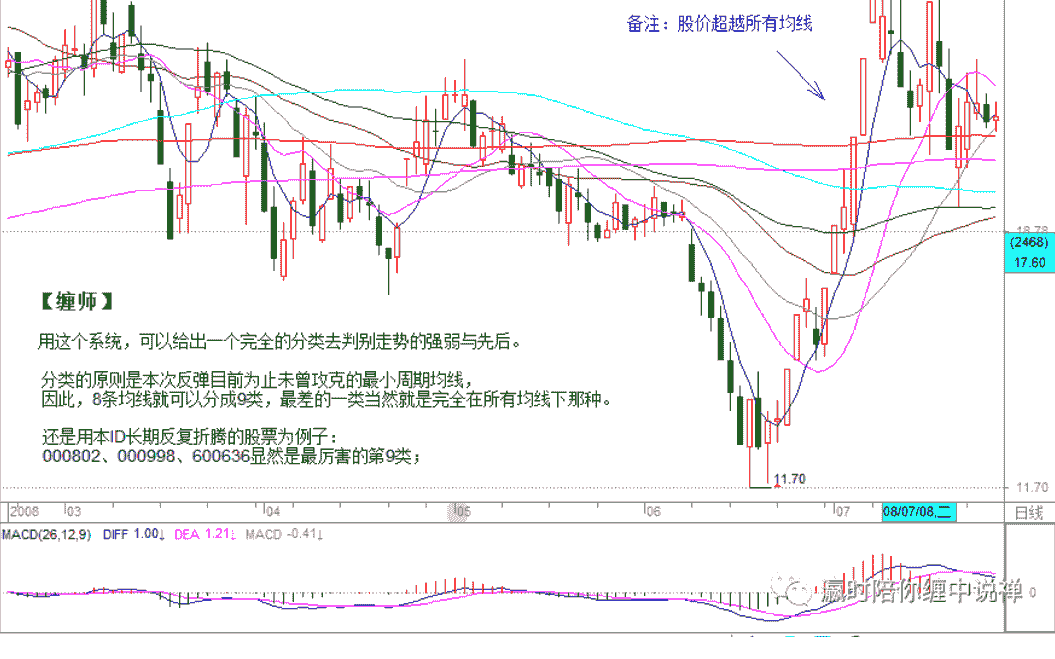 备注：股价超越所有均线
18.78
(2468)
17.60
【缠师】
用这个系统，可以给出一个完全的分类去判别走势的强弱与先后。
分类的原则是本次反弹目前为止未曾攻克的最小周期均线，
因此，8条均线就可以分成9类，最差的一类当然就是完全在所有均线下那种。
还是用本ID长期反复折腾的股票为例子：
000802、000998、600636显然是最厉害的第9类；
11.70
11.70
2008 03 04 05 06 07 08/07/08,二 日线
MACD(26,12,9) DIFF 1.00↓ DEA 1.21↓ MACD -0.41↓
赢时陪你缠中说禅
0